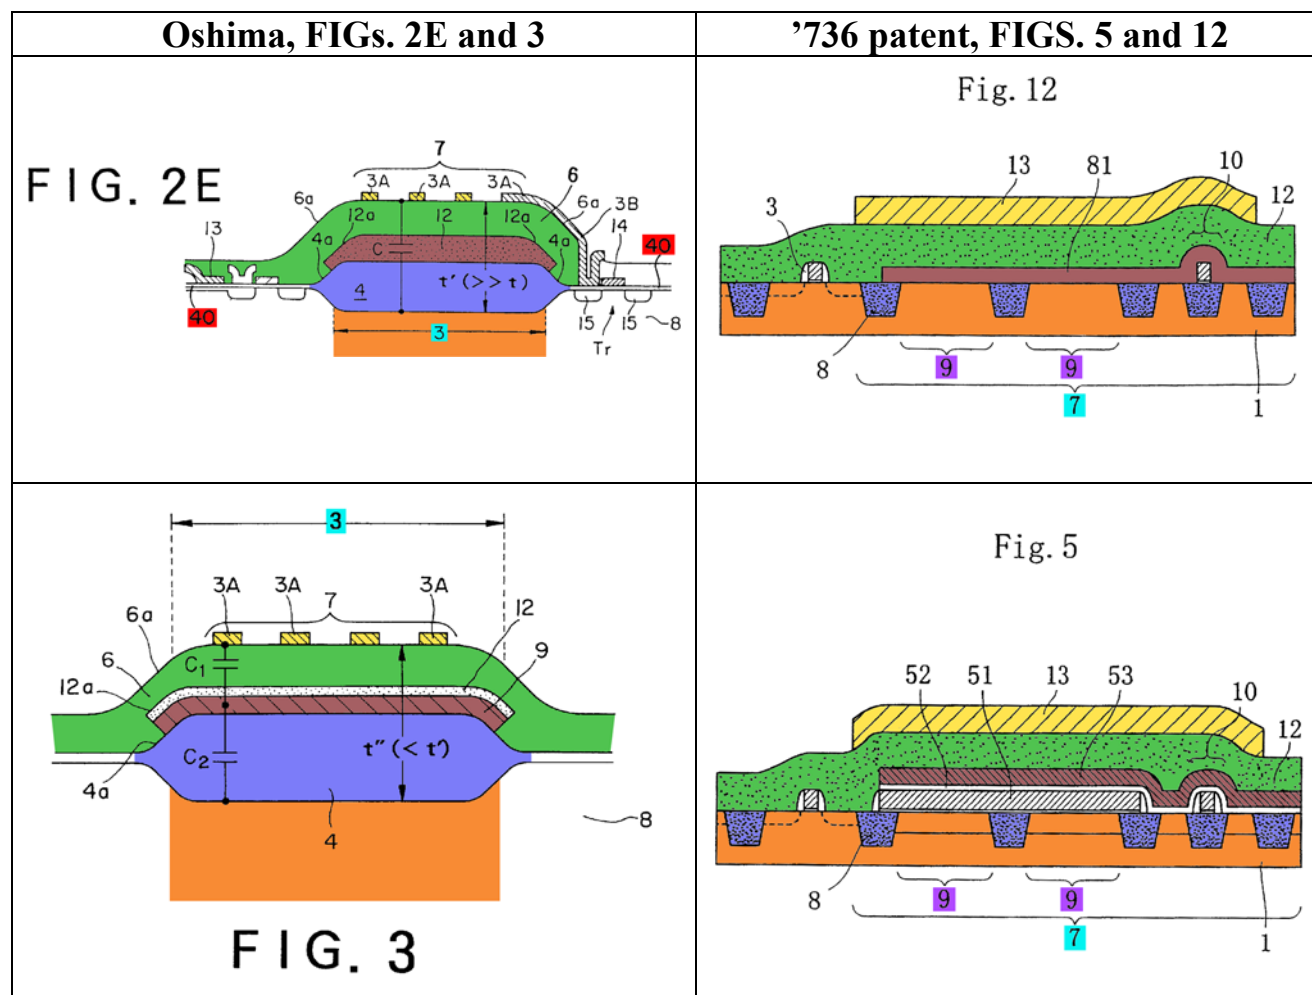 Oshima, FIGs. 2E and 3
’736 patent, FIGS. 5 and 12
FIG. 2E
7
3A 3A 3A 6
6a 12a 12 12a 6a 3B
13 4a C 4a 14
40 40
4 t' (>> t)
15 15 8
3
Tr
Fig. 12
13 81 10
3 12
8 9 9
7 1
3
3A 3A 7 3A
6a 12
6 C₁ 9
12a
C₂ t" (< t')
4a
4 8
FIG. 3
Fig. 5
52 51 13 53 10
12
8 9 9
7 1